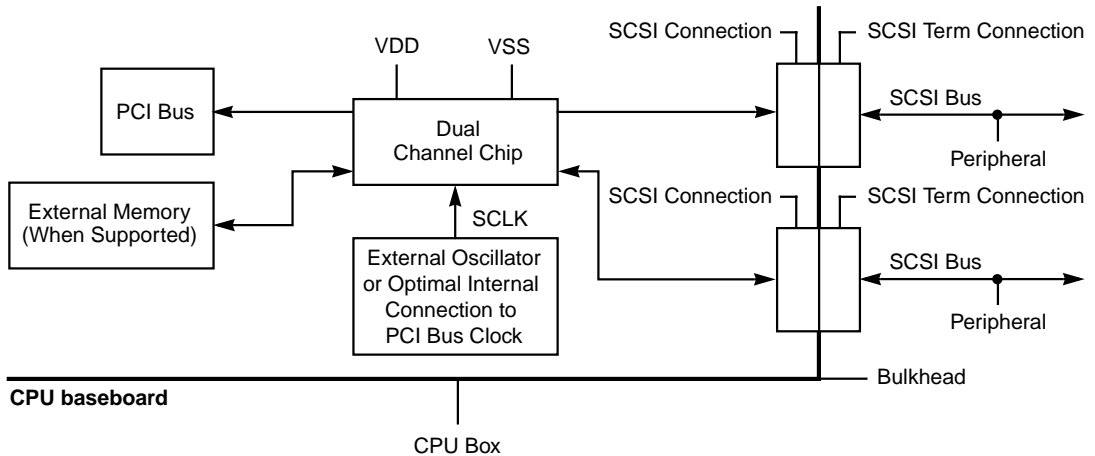 SCSI Connection
SCSI Term Connection
VDD
VSS
PCI Bus
Dual
Channel Chip
SCSI Bus
Peripheral
External Memory
(When Supported)
SCLK
SCSI Connection
SCSI Term Connection
External Oscillator
or Optimal Internal
Connection to
PCI Bus Clock
SCSI Bus
Peripheral
Bulkhead
CPU baseboard
CPU Box